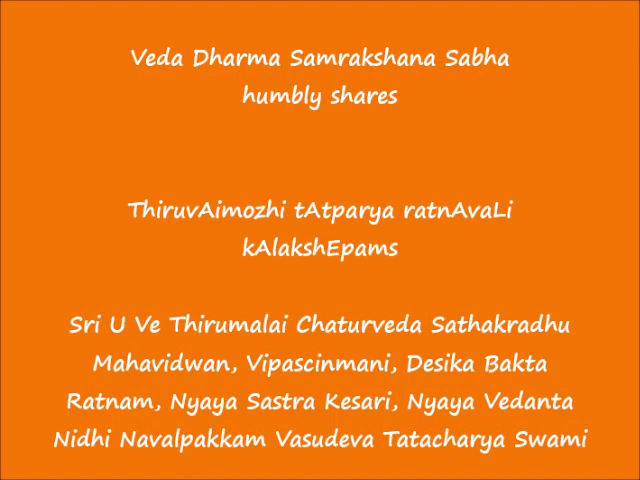 Veda Dharma Samrakshana Sabha
humbly shares
ThiruvAimozhi tAtparya ratnAvaLi
kAlakshEpams
Sri U Ve Thirumalai Chaturveda Sathakradhu
Mahavidwan, Vipascinmani, Desika Bakta
Ratnam, Nyaya Sastra Kesari, Nyaya Vedanta
Nidhi Navalpakkam Vasudeva Tatacharya Swami